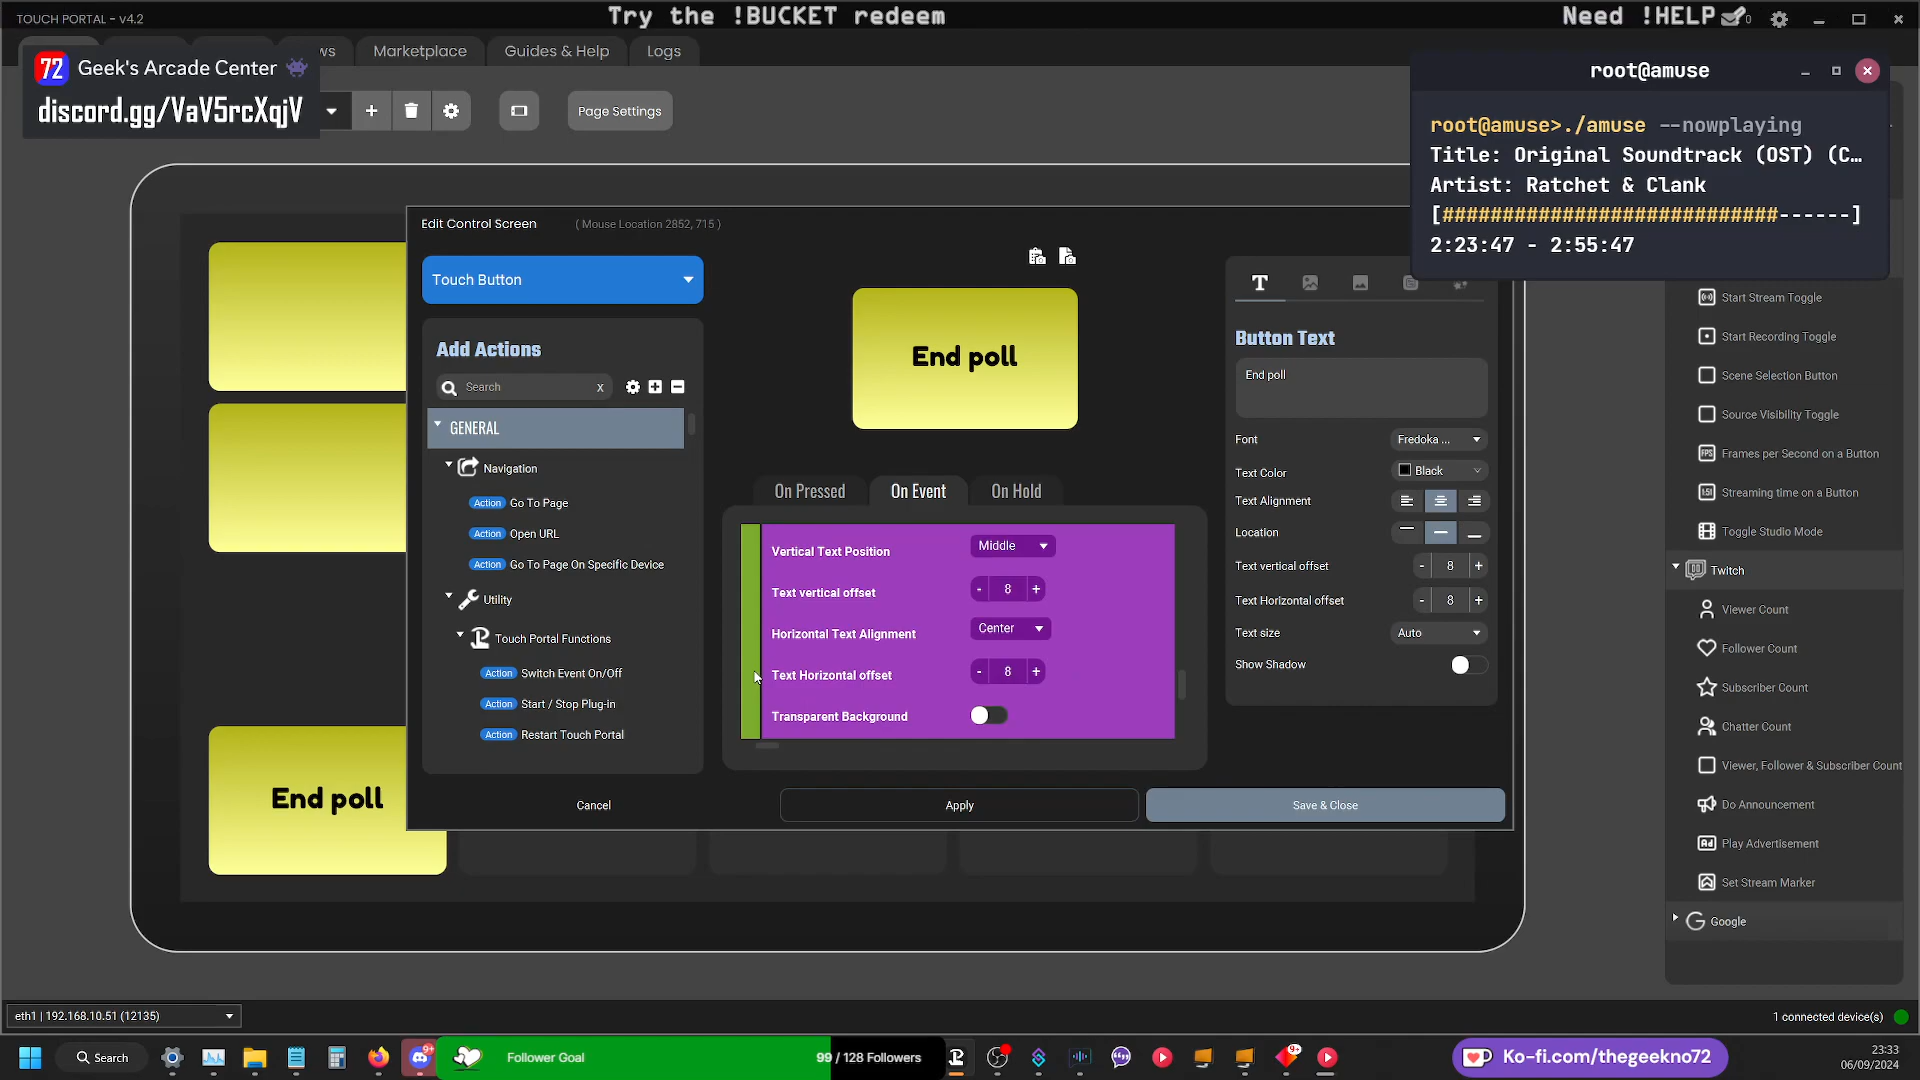 TOUCH PORTAL - v4.2
Try the !BUCKET redeem
Need !HELP
0
ws
Marketplace
Guides & Help
Logs
72
Geek's Arcade Center
discord.gg/VaV5rcXqjV
Page Settings
root@amuse
root@amuse>./amuse --nowplaying
Title: Original Soundtrack (OST) (C…
Artist: Ratchet & Clank
[############################------]
2:23:47 - 2:55:47
Edit Control Screen
( Mouse Location 2852, 715 )
Touch Button
Add Actions
Search
x
GENERAL
Navigation
Action Go To Page
Action Open URL
Action Go To Page On Specific Device
Utility
Touch Portal Functions
Action Switch Event On/Off
Action Start / Stop Plug-in
Action Restart Touch Portal
End poll
On Pressed
On Event
On Hold
Vertical Text Position
Middle
Text vertical offset
- 8 +
Horizontal Text Alignment
Center
Text Horizontal offset
- 8 +
Transparent Background
Cancel
Apply
Save & Close
T
Button Text
End poll
Font
Fredoka ...
Text Color
Black
Text Alignment
Location
Text vertical offset
- 8 +
Text Horizontal offset
- 8 +
Text size
Auto
Show Shadow
End poll
Start Stream Toggle
Start Recording Toggle
Scene Selection Button
Source Visibility Toggle
FPS
Frames per Second on a Button
Streaming time on a Button
Toggle Studio Mode
Twitch
Viewer Count
Follower Count
Subscriber Count
Chatter Count
Viewer, Follower & Subscriber Count
Do Announcement
Ad
Play Advertisement
Set Stream Marker
Google
eth1 | 192.168.10.51 (12135)
1 connected device(s)
Search
9+
Follower Goal
99 / 128 Followers
9+
Ko-fi.com/thegeekno72
23:33
06/09/2024